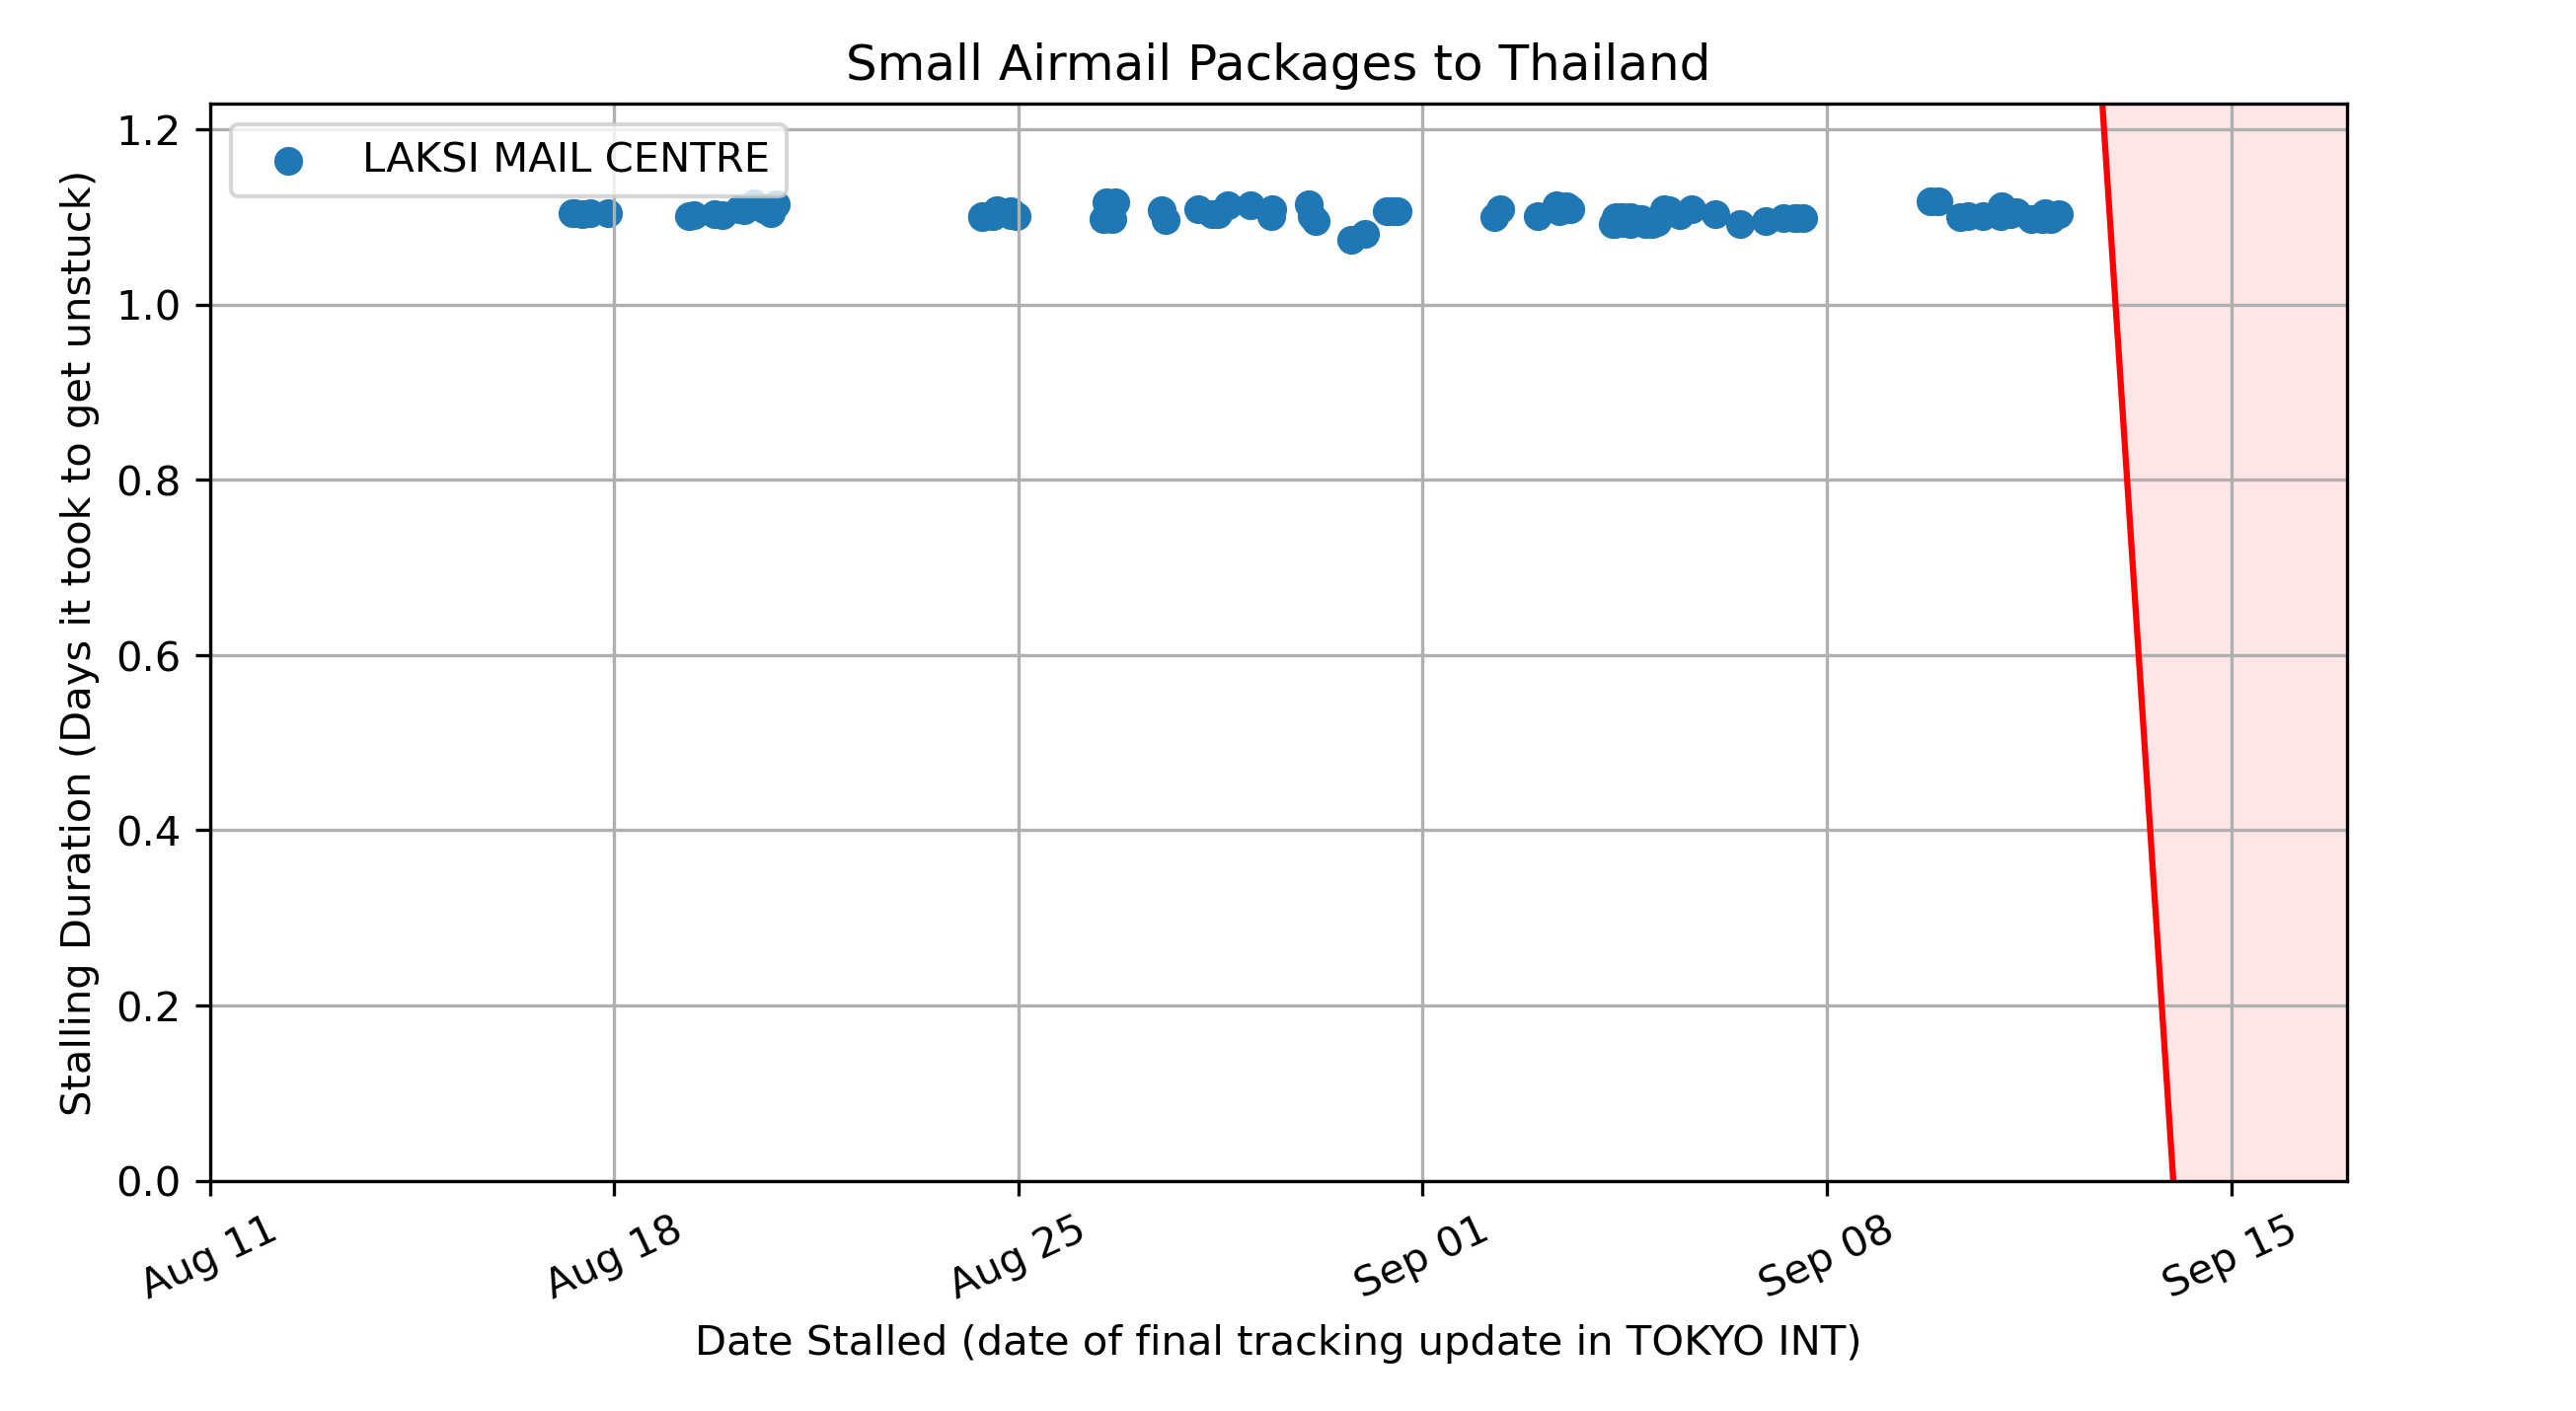 Small Airmail Packages to Thailand
LAKSI MAIL CENTRE
Stalling Duration (Days it took to get unstuck)
1.2
1.0
0.8
0.6
0.4
0.2
0.0
Aug 11
Aug 18
Aug 25
Sep 01
Sep 08
Sep 15
Date Stalled (date of final tracking update in TOKYO INT)